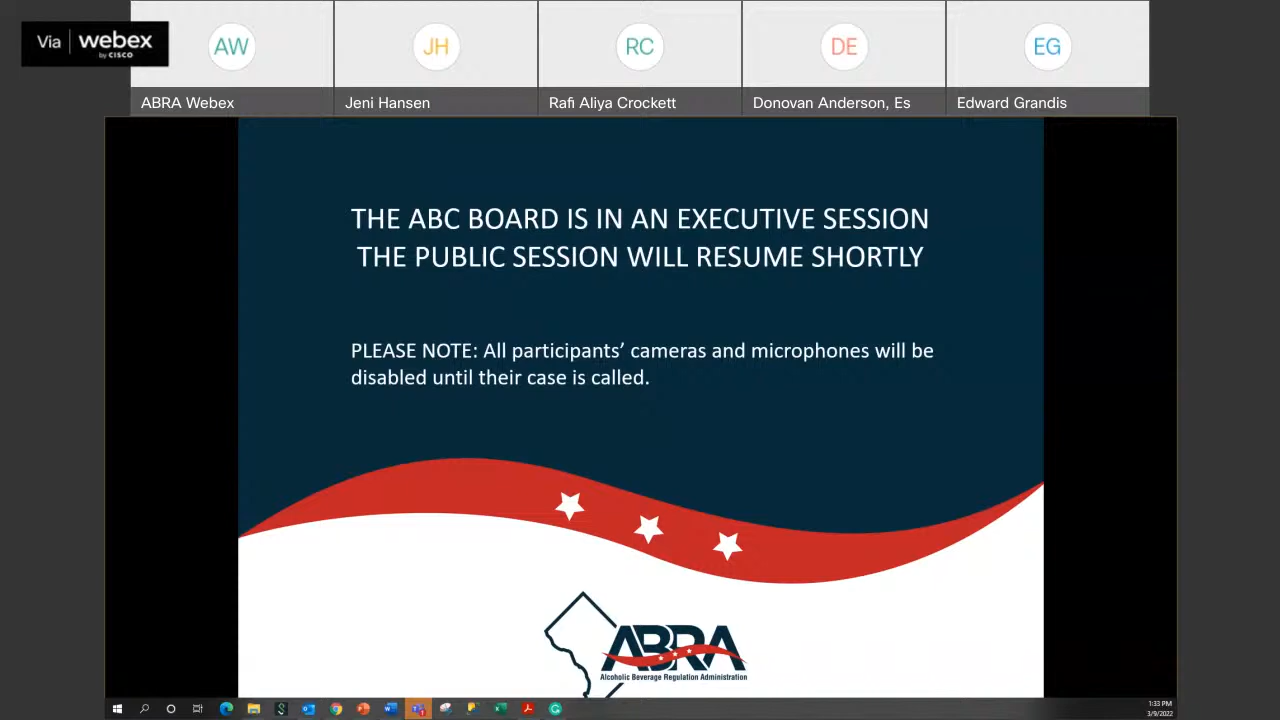 Via webex
by CISCO
AW
JH
RC
DE
EG
ABRA Webex
Jeni Hansen
Rafi Aliya Crockett
Donovan Anderson, Es
Edward Grandis
THE ABC BOARD IS IN AN EXECUTIVE SESSION
THE PUBLIC SESSION WILL RESUME SHORTLY
PLEASE NOTE: All participants’ cameras and microphones will be
disabled until their case is called.
ABRA
Alcoholic Beverage Regulation Administration
1:33 PM
3/9/2022